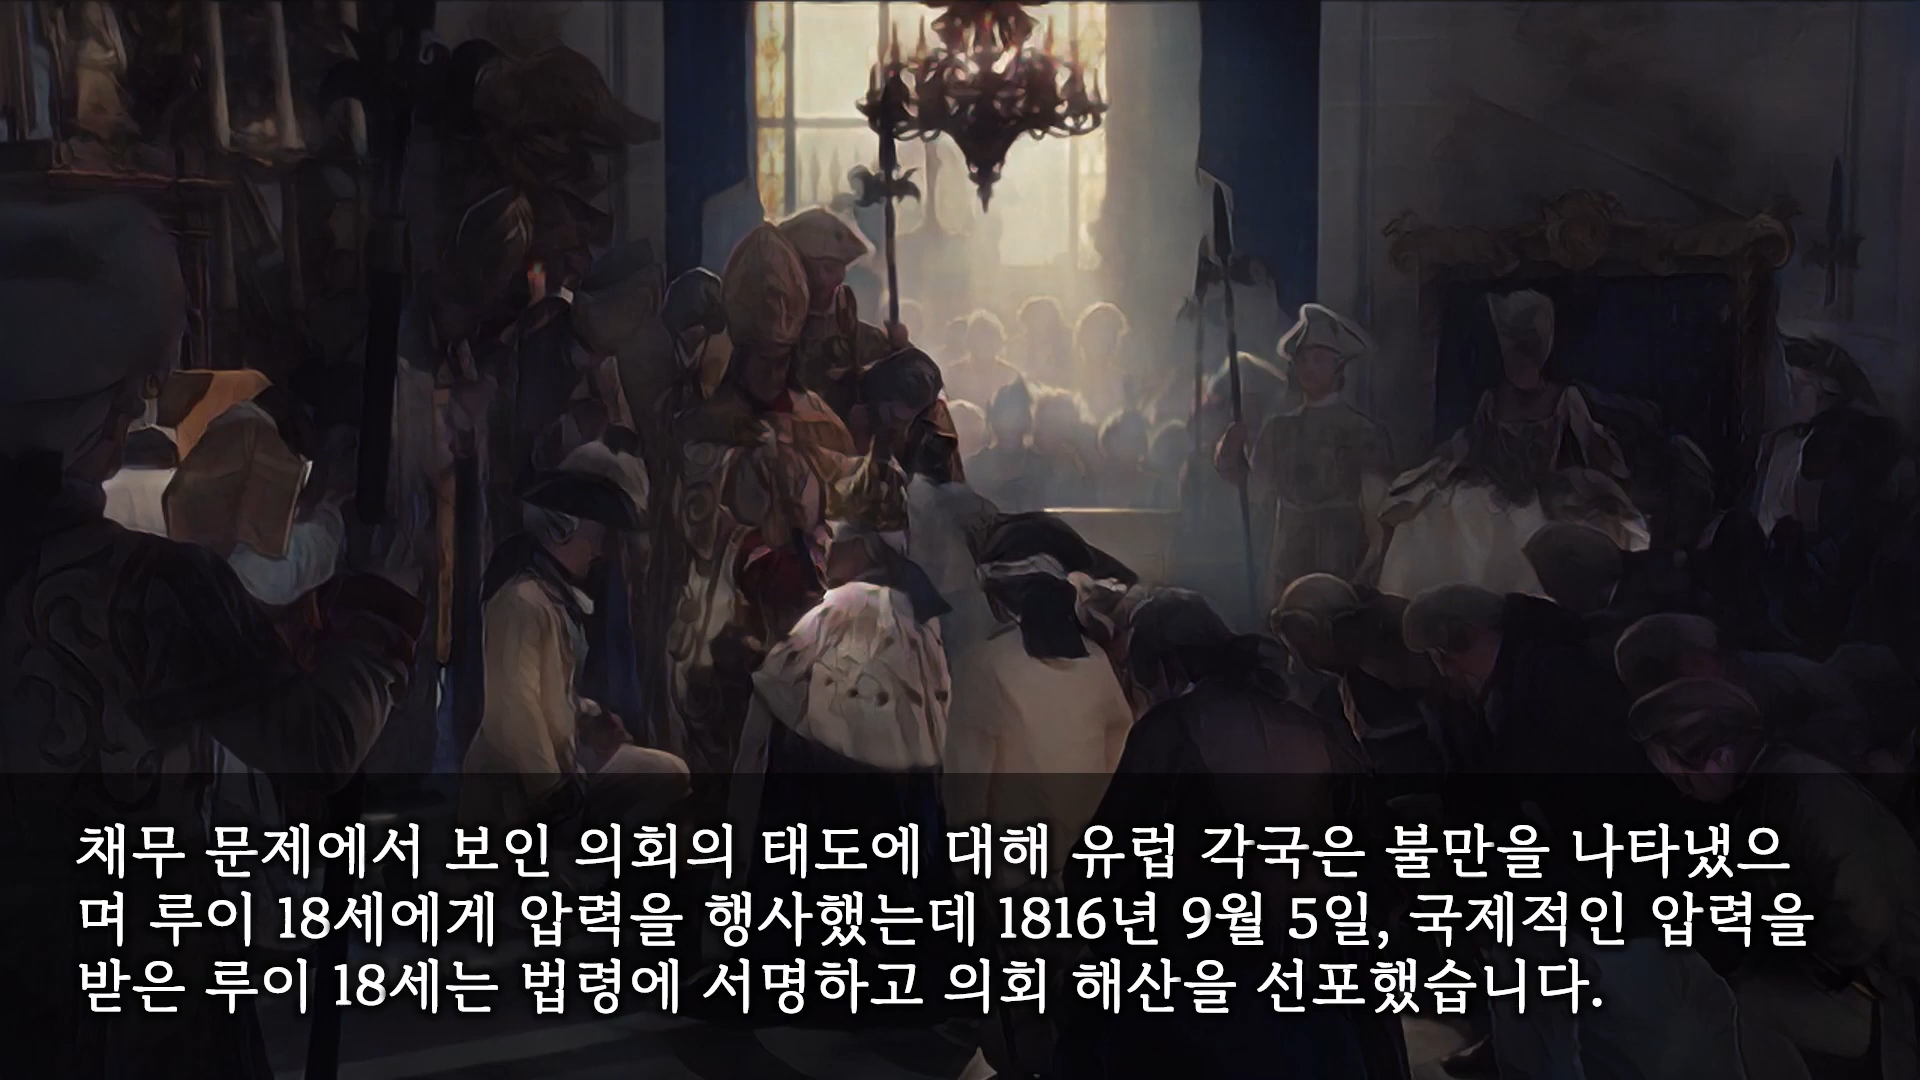 채무 문제에서 보인 의회의 태도에 대해 유럽 각국은 불만을 나타냈으
며 루이 18세에게 압력을 행사했는데 1816년 9월 5일, 국제적인 압력을
받은 루이 18세는 법령에 서명하고 의회 해산을 선포했습니다.